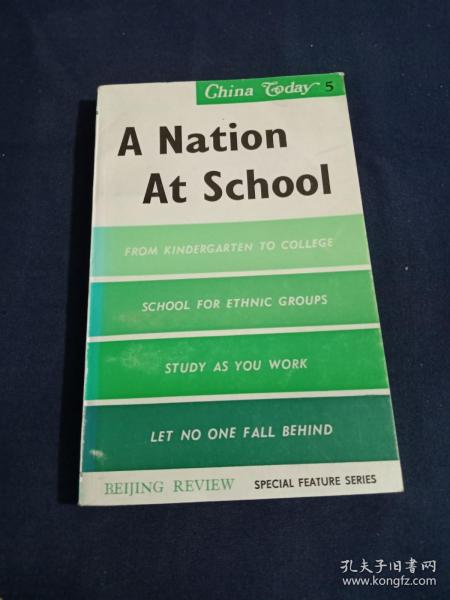 China Today 5
A Nation
At School
FROM KINDERGARTEN TO COLLEGE
SCHOOL FOR ETHNIC GROUPS
STUDY AS YOU WORK
LET NO ONE FALL BEHIND
BEIJING REVIEW SPECIAL FEATURE SERIES
孔夫子旧书网
www.kongfz.com